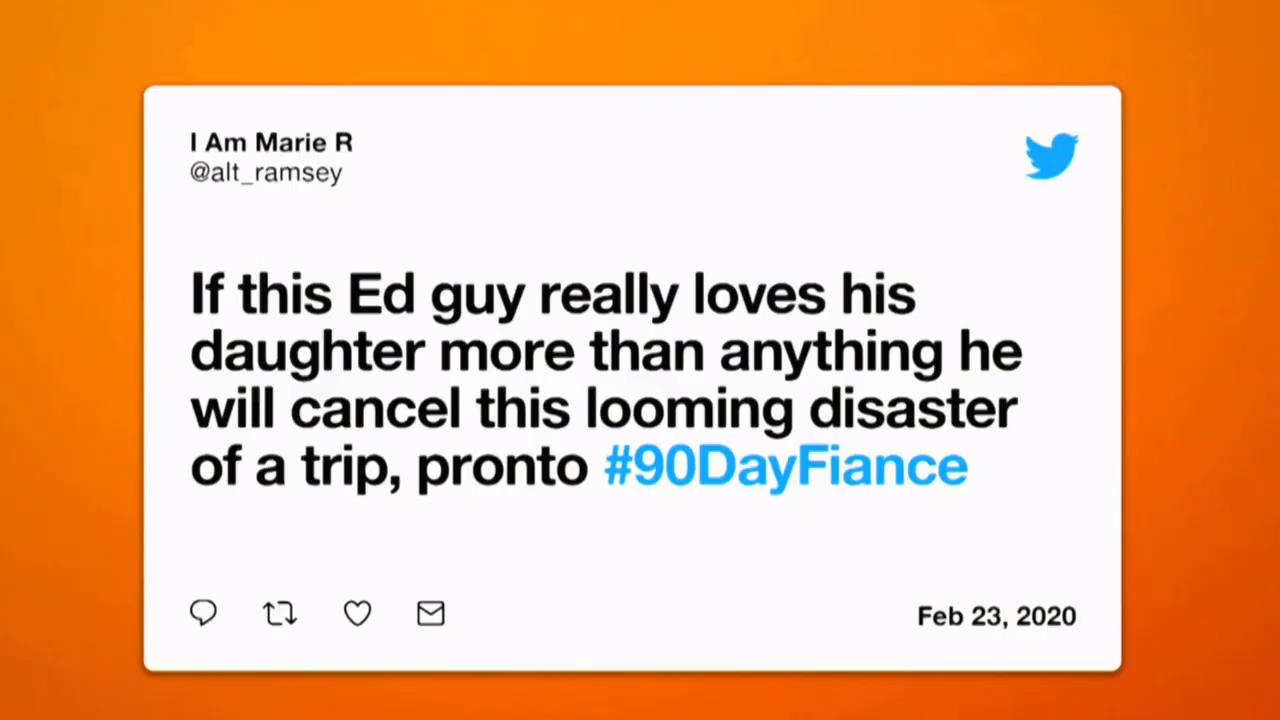 I Am Marie R
@alt_ramsey
If this Ed guy really loves his
daughter more than anything he
will cancel this looming disaster
of a trip, pronto #90DayFiance
Feb 23, 2020